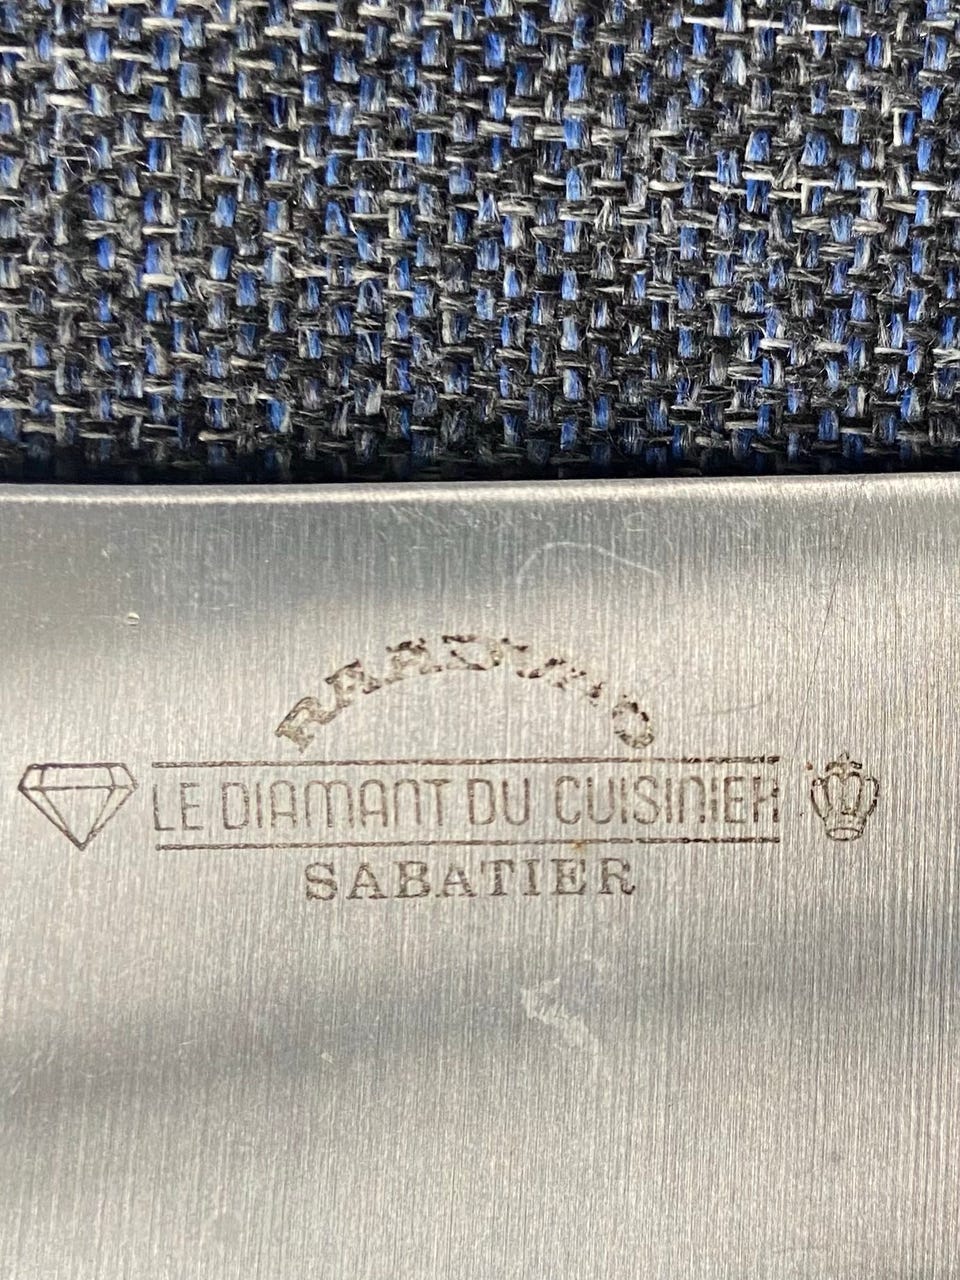 LE DIAMANT DU CUISINIER
SABATIER